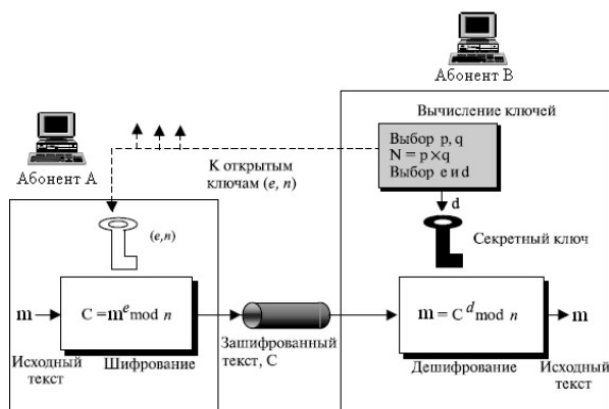 Абонент B
Абонент A
Вычисление ключей
Выбор p, q
N = p × q
Выбор e и d
К открытым
ключам (e, n)
d
(e,n)
Секретный ключ
m
C = m^e mod n
m = C^d mod n
m
Исходный
текст
Шифрование
Зашифрованный
текст, C
Дешифрование
Исходный
текст